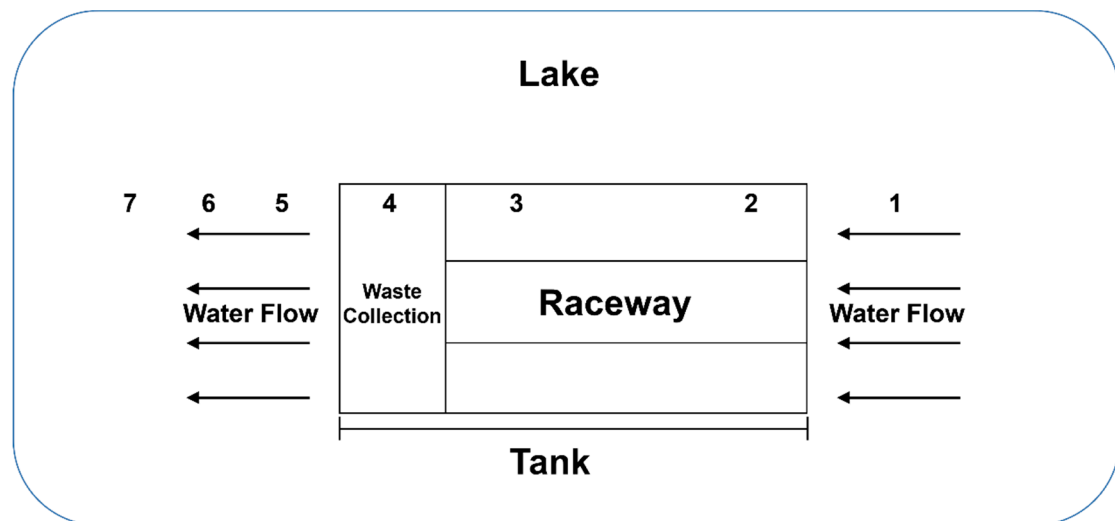 Lake
7 6 5 4 3 2 1
Waste
Collection
Water Flow
Raceway
Water Flow
Tank